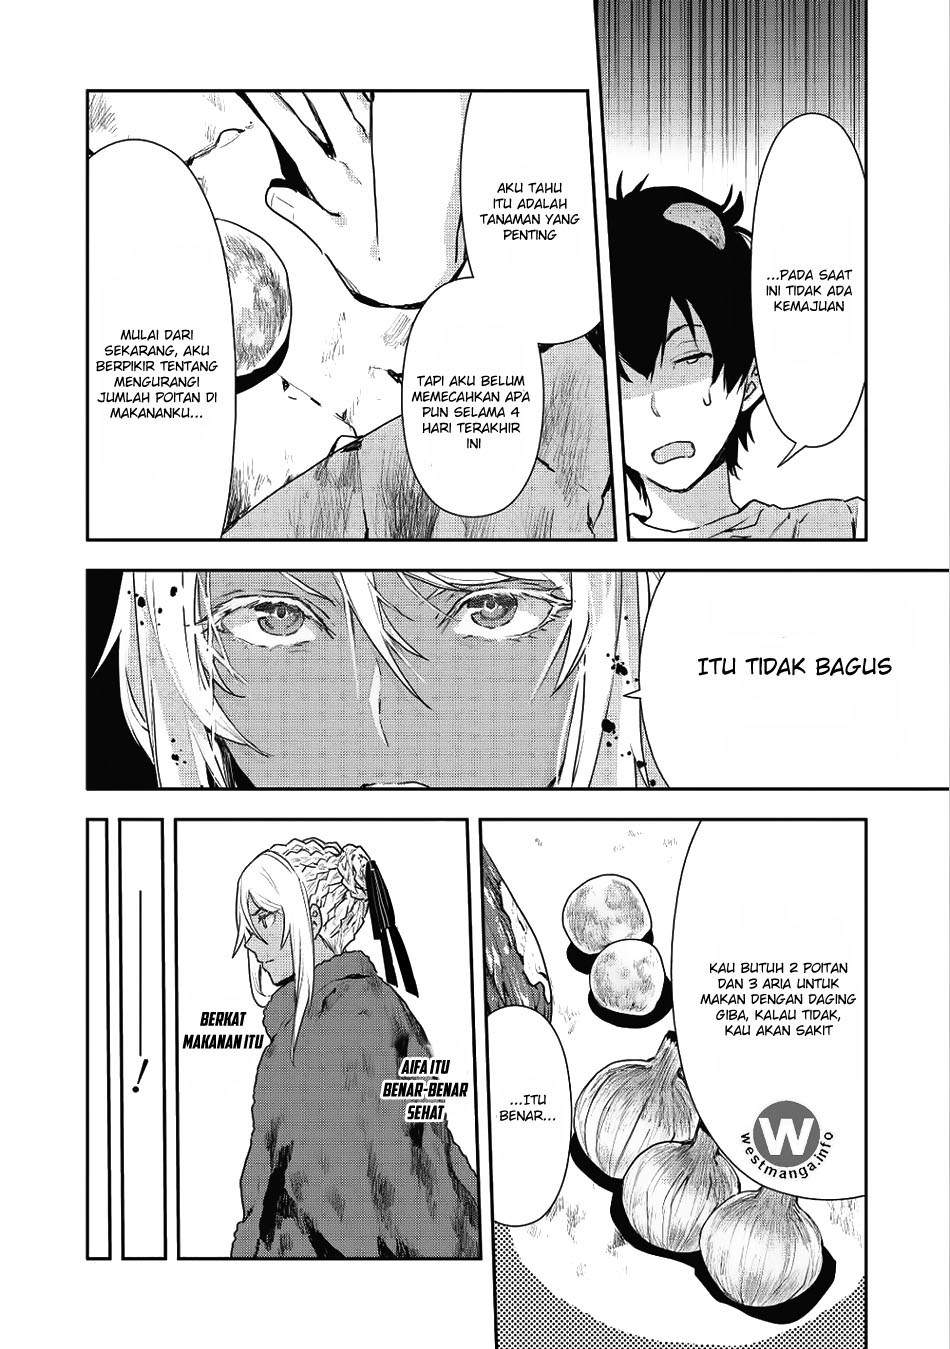 ...PADA SAAT
INI TIDAK ADA
KEMAJUAN
AKU TAHU
ITU ADALAH
TANAMAN YANG
PENTING
TAPI AKU BELUM
MEMECAHKAN APA
PUN SELAMA 4
HARI TERAKHIR
INI
MULAI DARI
SEKARANG, AKU
BERPIKIR TENTANG
MENGURANGI
JUMLAH POITAN DI
MAKANANKU...
ITU TIDAK BAGUS
KAU BUTUH 2 POITAN
DAN 3 ARIA UNTUK
MAKAN DENGAN DAGING
GIBA, KALAU TIDAK,
KAU AKAN SAKIT
...ITU
BENAR...
BERKAT
MAKANAN ITU
AIFA ITU
BENAR-BENAR
SEHAT
―!
W
westmanga.info